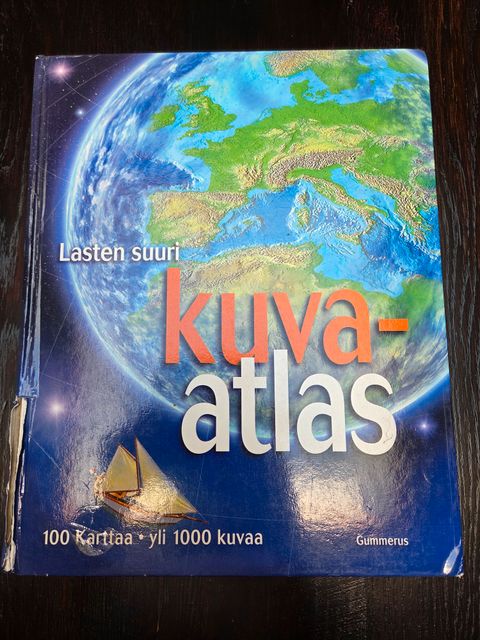 Lasten suuri
kuva-
atlas
100 Karttaa • yli 1000 kuvaa
Gummerus